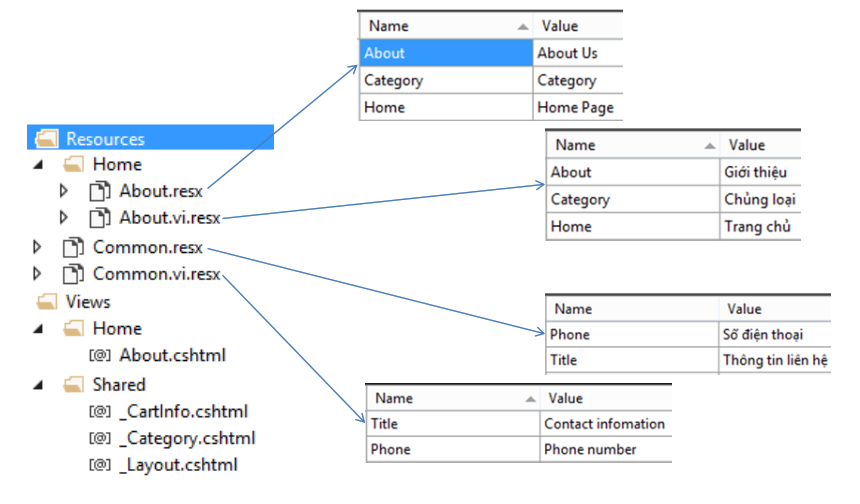 Name Value
About About Us
Category Category
Home Home Page
Resources
Home
About.resx
About.vi.resx
Common.resx
Common.vi.resx
Views
Home
About.cshtml
Shared
[@] _CartInfo.cshtml
[@] _Category.cshtml
[@] _Layout.cshtml
Name Value
About Giới thiệu
Category Chủng loại
Home Trang chủ
Name Value
Phone Số điện thoại
Title Thông tin liên hệ
Name Value
Title Contact infomation
Phone Phone number